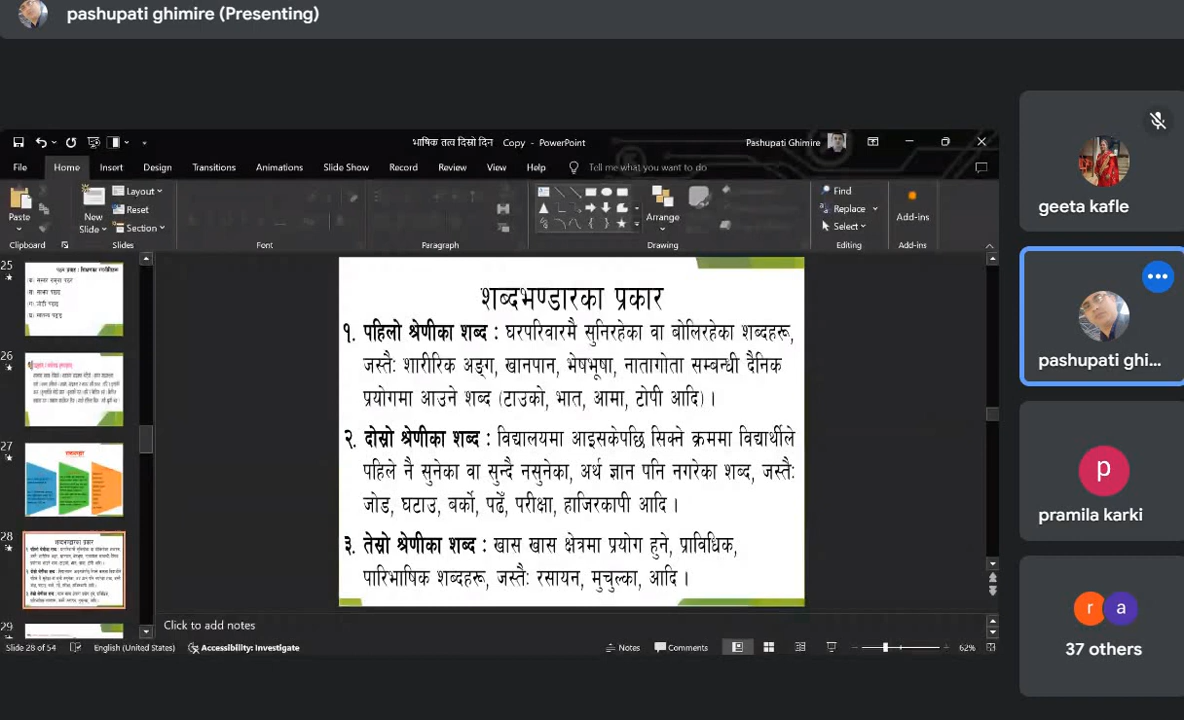 pashupati ghimire (Presenting)
भाषिक तत्व दिस्रो दिन Copy - PowerPoint
Pashupati Ghimire
File Home Insert Design Transitions Animations Slide Show Record Review View Help Tell me what you want to do
Paste
New Slide
Layout
Reset
Section
Arrange
Find
Replace
Select
Add-ins
Clipboard Slides Font Paragraph Drawing Editing Add-ins
25
26
27
28
29
शब्दभण्डारका प्रकार
१. पहिलो श्रेणीका शब्द : घरपरिवारमै सुनिरहेका वा बोलिरहेका शब्दहरू,
जस्तै: शारीरिक अङ्ग, खानपान, भेषभूषा, नातागोता सम्बन्धी दैनिक
प्रयोगमा आउने शब्द (टाउको, भात, आमा, टोपी आदि) ।
२. दोस्रो श्रेणीका शब्द : विद्यालयमा आइसकेपछि सिक्ने क्रममा विद्यार्थीले
पहिले नै सुनेका वा सुन्दै नसुनेका, अर्थ ज्ञान पनि नगरेका शब्द, जस्तै:
जोड, घटाउ, बर्को, पढेँ, परीक्षा, हाजिरकापी आदि ।
३. तेस्रो श्रेणीका शब्द : खास खास क्षेत्रमा प्रयोग हुने, प्राविधिक,
पारिभाषिक शब्दहरू, जस्तै: रसायन, मुचुल्का, आदि ।
Click to add notes
Slide 28 of 54 English (United States) Accessibility: Investigate Notes Comments 62%
geeta kafle
pashupati ghi...
p
pramila karki
r a
37 others